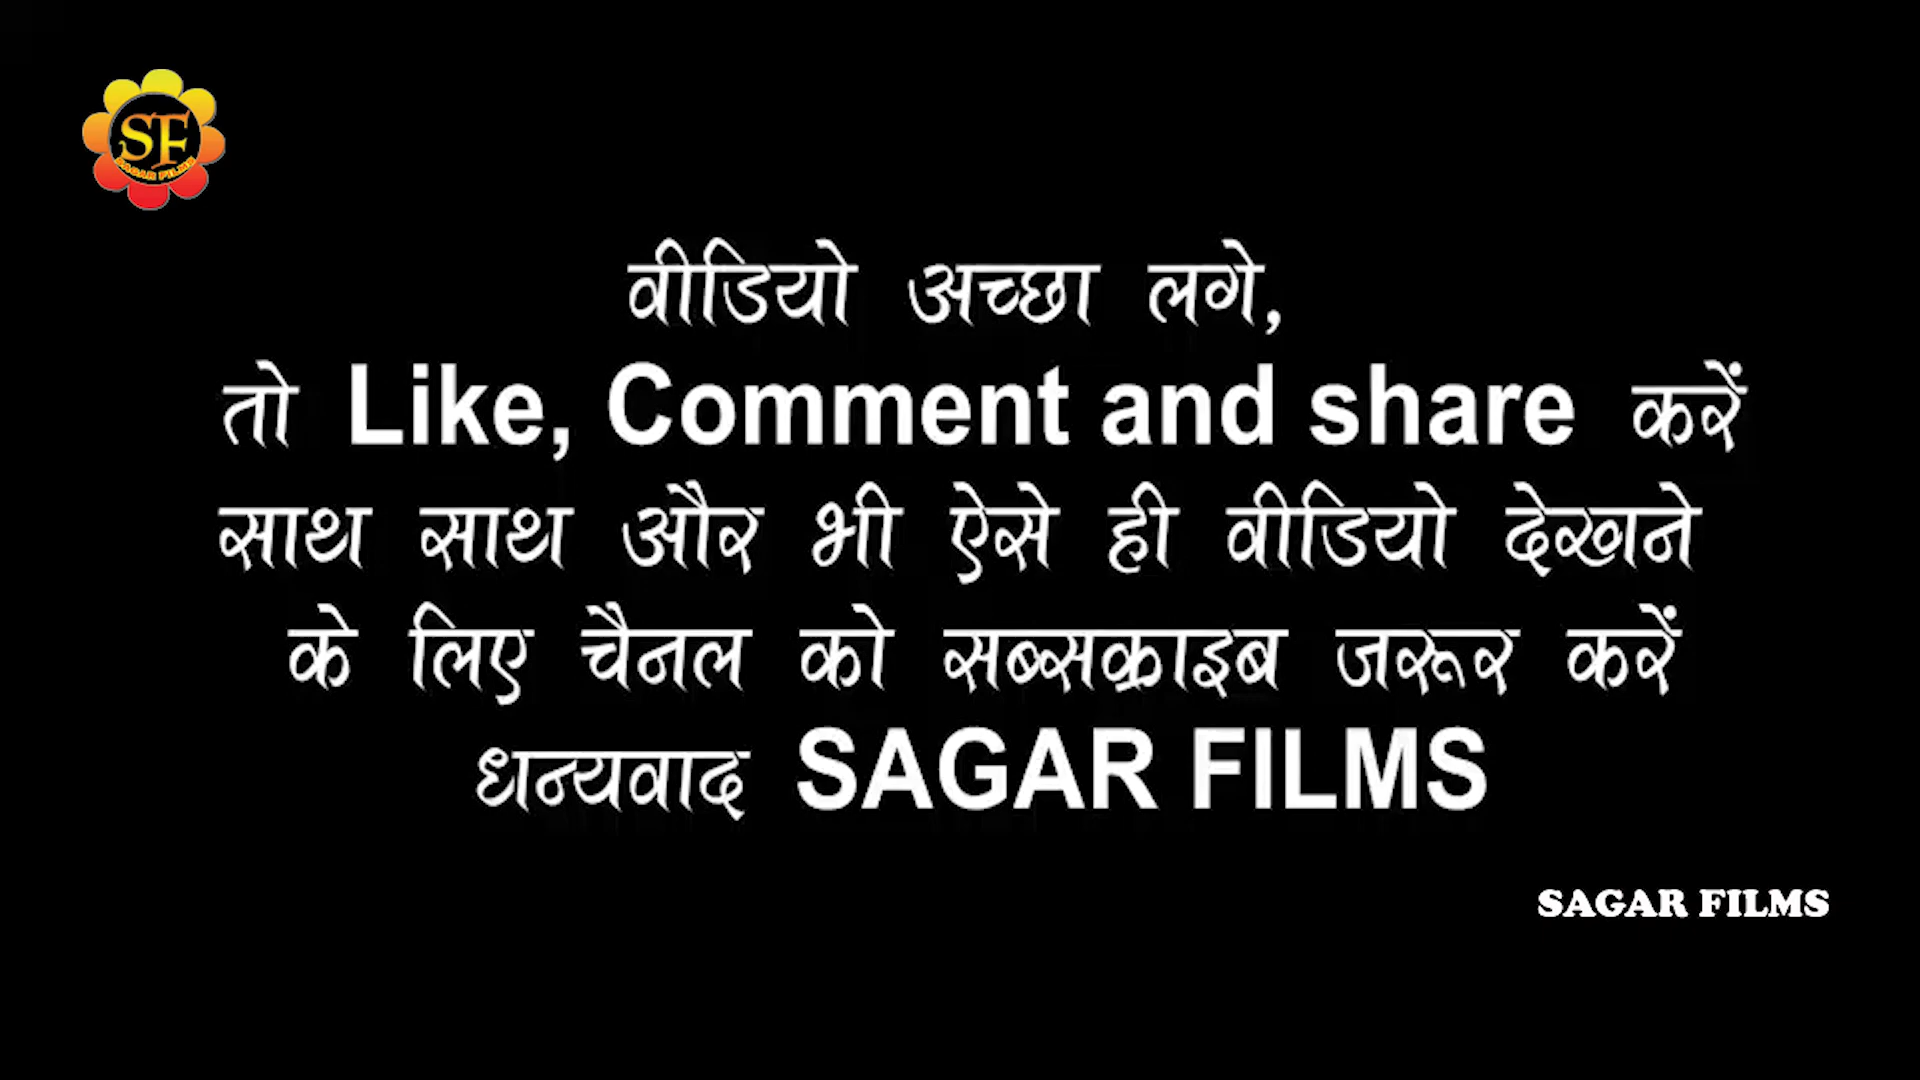 SF
SAGAR FILMS
वीडियो अच्छा लगे,
तो Like, Comment and share करें
साथ साथ और भी ऐसे ही वीडियो देखने
के लिए चैनल को सब्सक्राइब जरूर करें
धन्यवाद SAGAR FILMS
SAGAR FILMS